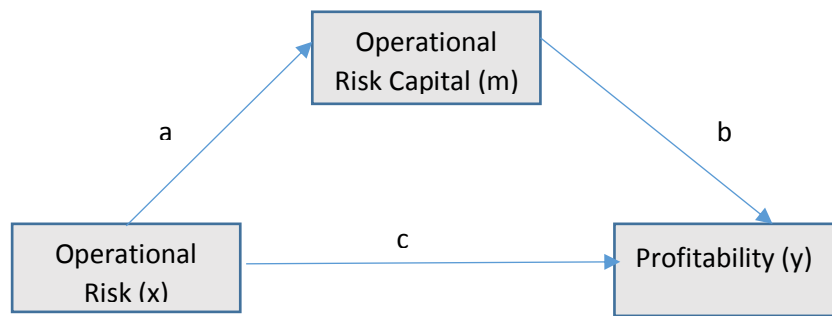 Operational
Risk Capital (m)
a
b
c
Operational
Risk (x)
Profitability (y)